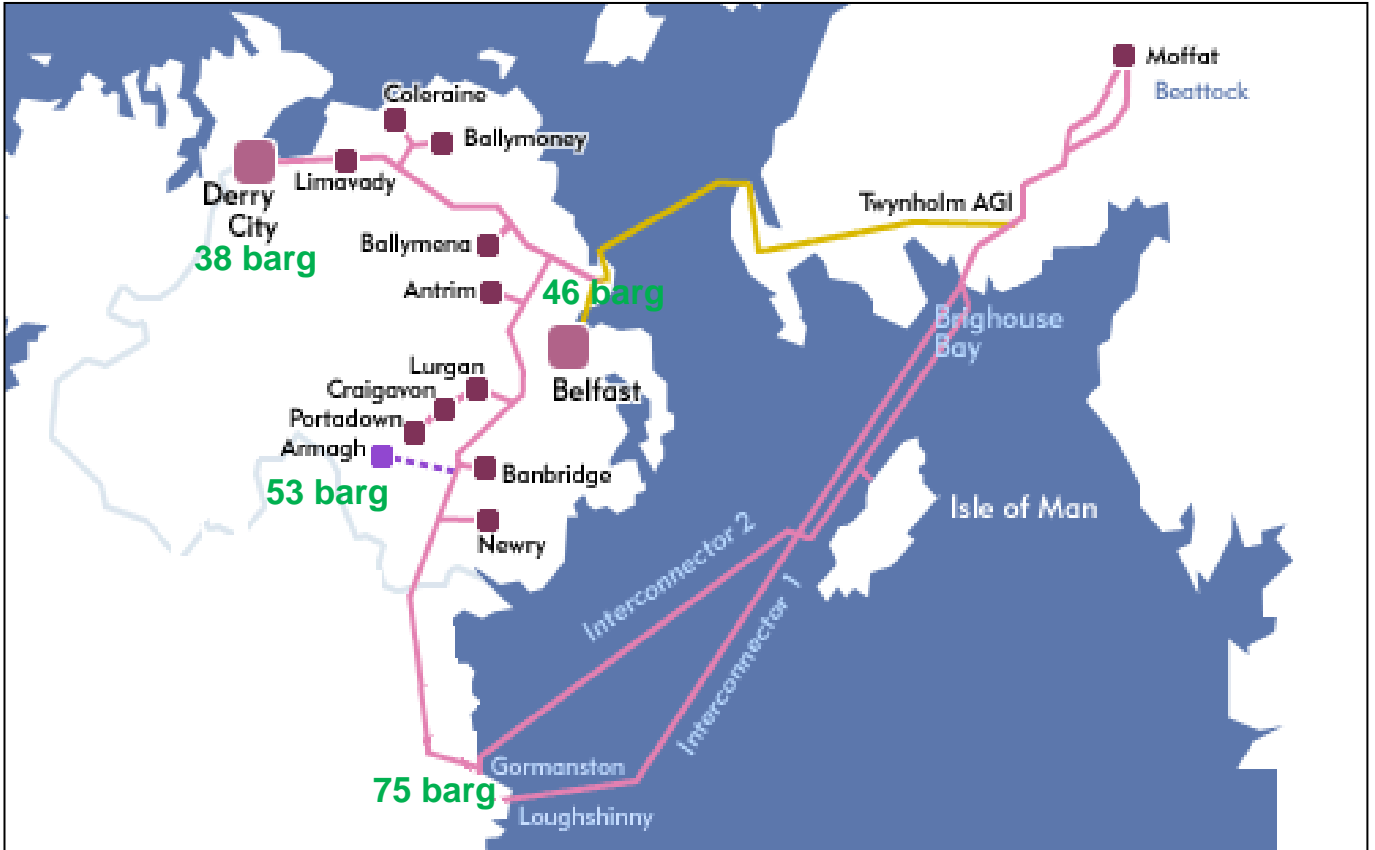 Moffat
Beattock
Coleraine
Ballymoney
Limavady
Derry
City
38 barg
Twynholm AGI
Ballymena
Antrim
46 barg
Brighouse
Bay
Lurgan
Belfast
Craigavon
Portadown
Armagh
53 barg
Banbridge
Isle of Man
Newry
Interconnector 2
Interconnector 1
Gormanston
75 barg
Loughshinny